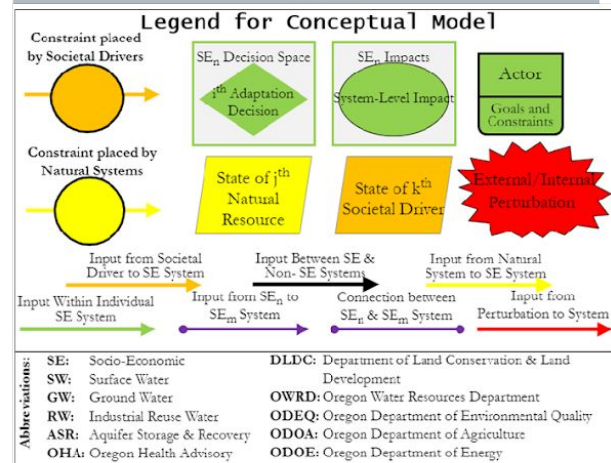 Legend for Conceptual Model
Constraint placed
by Societal Drivers
SEn Decision Space
ith Adaptation
Decision
SEn Impacts
System-Level Impact
Actor
Goals and
Constraints
Constraint placed by
Natural Systems
State of jth
Natural
Resource
State of kth
Societal Driver
External/Internal
Perturbation
Input from Societal
Driver to SE System
Input Between SE &
Non- SE Systems
Input from Natural
System to SE System
Input Within Individual
SE System
Input from SEn to
SEm System
Connection between
SEn & SEm System
Input from
Perturbation to System
Abbreviations:
SE: Socio-Economic
SW: Surface Water
GW: Ground Water
RW: Industrial Reuse Water
ASR: Aquifer Storage & Recovery
OHA: Oregon Health Advisory
DLDC: Department of Land Conservation & Land
Development
OWRD: Oregon Water Resources Department
ODEQ: Oregon Department of Environmental Quality
ODOA: Oregon Department of Agriculture
ODOE: Oregon Department of Energy